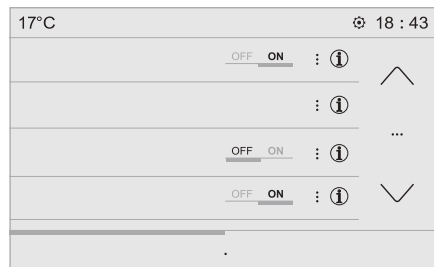 17°C 18 : 43
OFF ON : i
: i
OFF ON : i
...
OFF ON : i
.